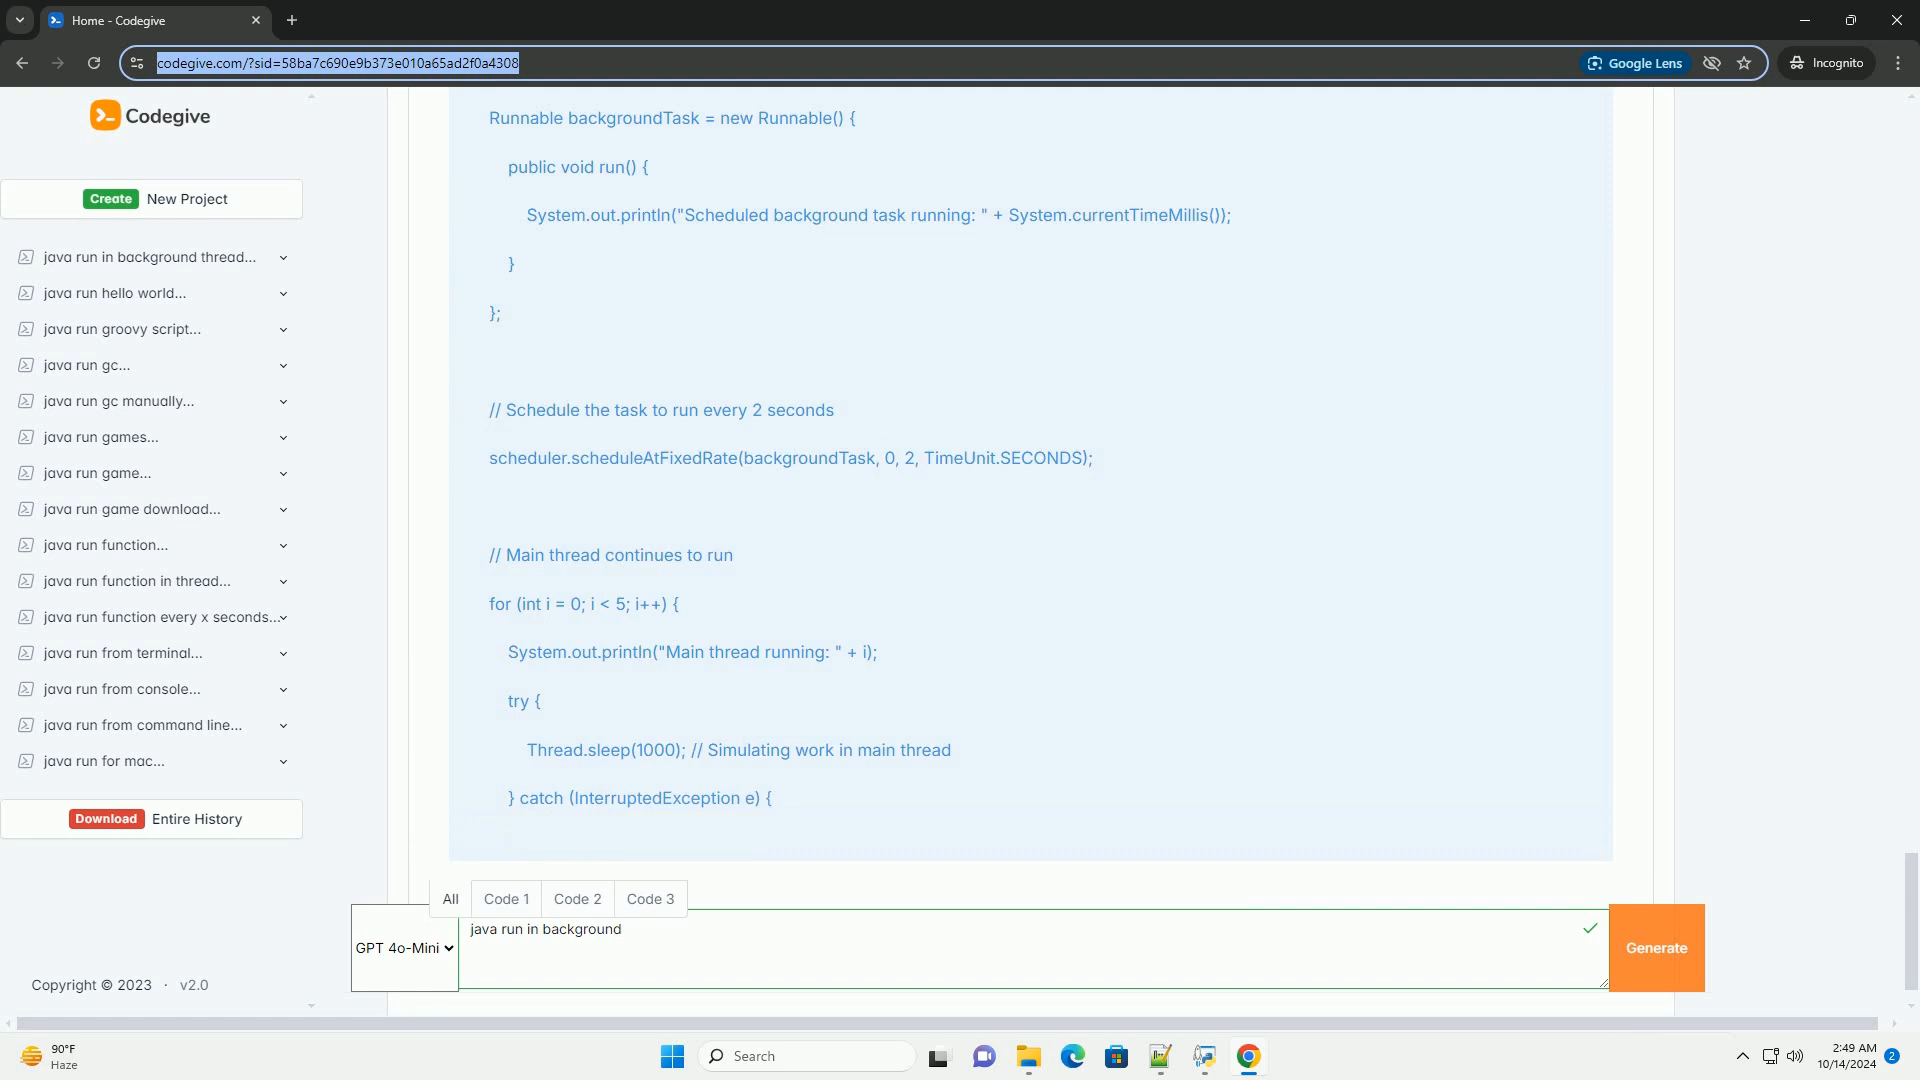 Home - Codegive
codegive.com/?sid=58ba7c690e9b373e010a65ad2f0a4308
Google Lens
Incognito
Codegive
Create New Project
java run in background thread...
java run hello world...
java run groovy script...
java run gc...
java run gc manually...
java run games...
java run game...
java run game download...
java run function...
java run function in thread...
java run function every x seconds...
java run from terminal...
java run from console...
java run from command line...
java run for mac...
Download Entire History
Copyright © 2023 · v2.0
Runnable backgroundTask = new Runnable() {
public void run() {
System.out.println("Scheduled background task running: " + System.currentTimeMillis());
}
};
// Schedule the task to run every 2 seconds
scheduler.scheduleAtFixedRate(backgroundTask, 0, 2, TimeUnit.SECONDS);
// Main thread continues to run
for (int i = 0; i < 5; i++) {
System.out.println("Main thread running: " + i);
try {
Thread.sleep(1000); // Simulating work in main thread
} catch (InterruptedException e) {
All Code 1 Code 2 Code 3
GPT 4o-Mini
java run in background
Generate
90°F
Haze
Search
2:49 AM
10/14/2024
2